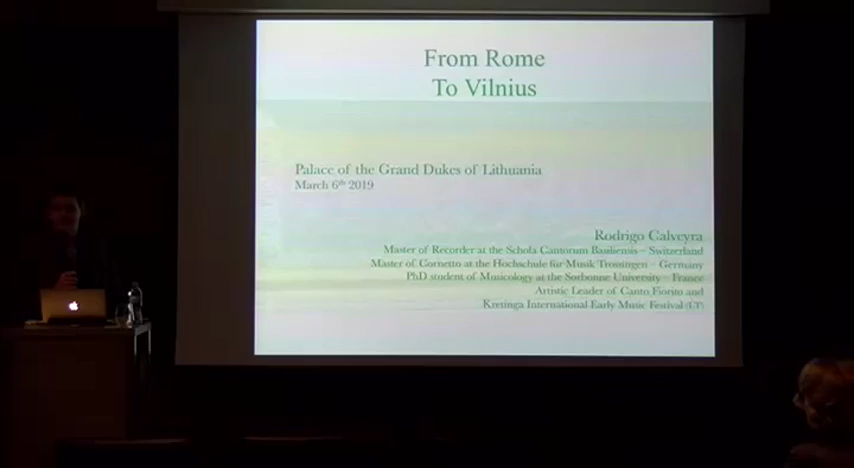 From Rome
To Vilnius
Palace of the Grand Dukes of Lithuania
March 6th 2019
Rodrigo Calveyra
Master of Recorder at the Schola Cantorum Basiliensis – Switzerland
Master of Cornetto at the Hochschule für Musik Trossingen – Germany
PhD student of Musicology at the Sorbonne University – France
Artistic Leader of Canto Fiorito and
Kretinga International Early Music Festival (LT)